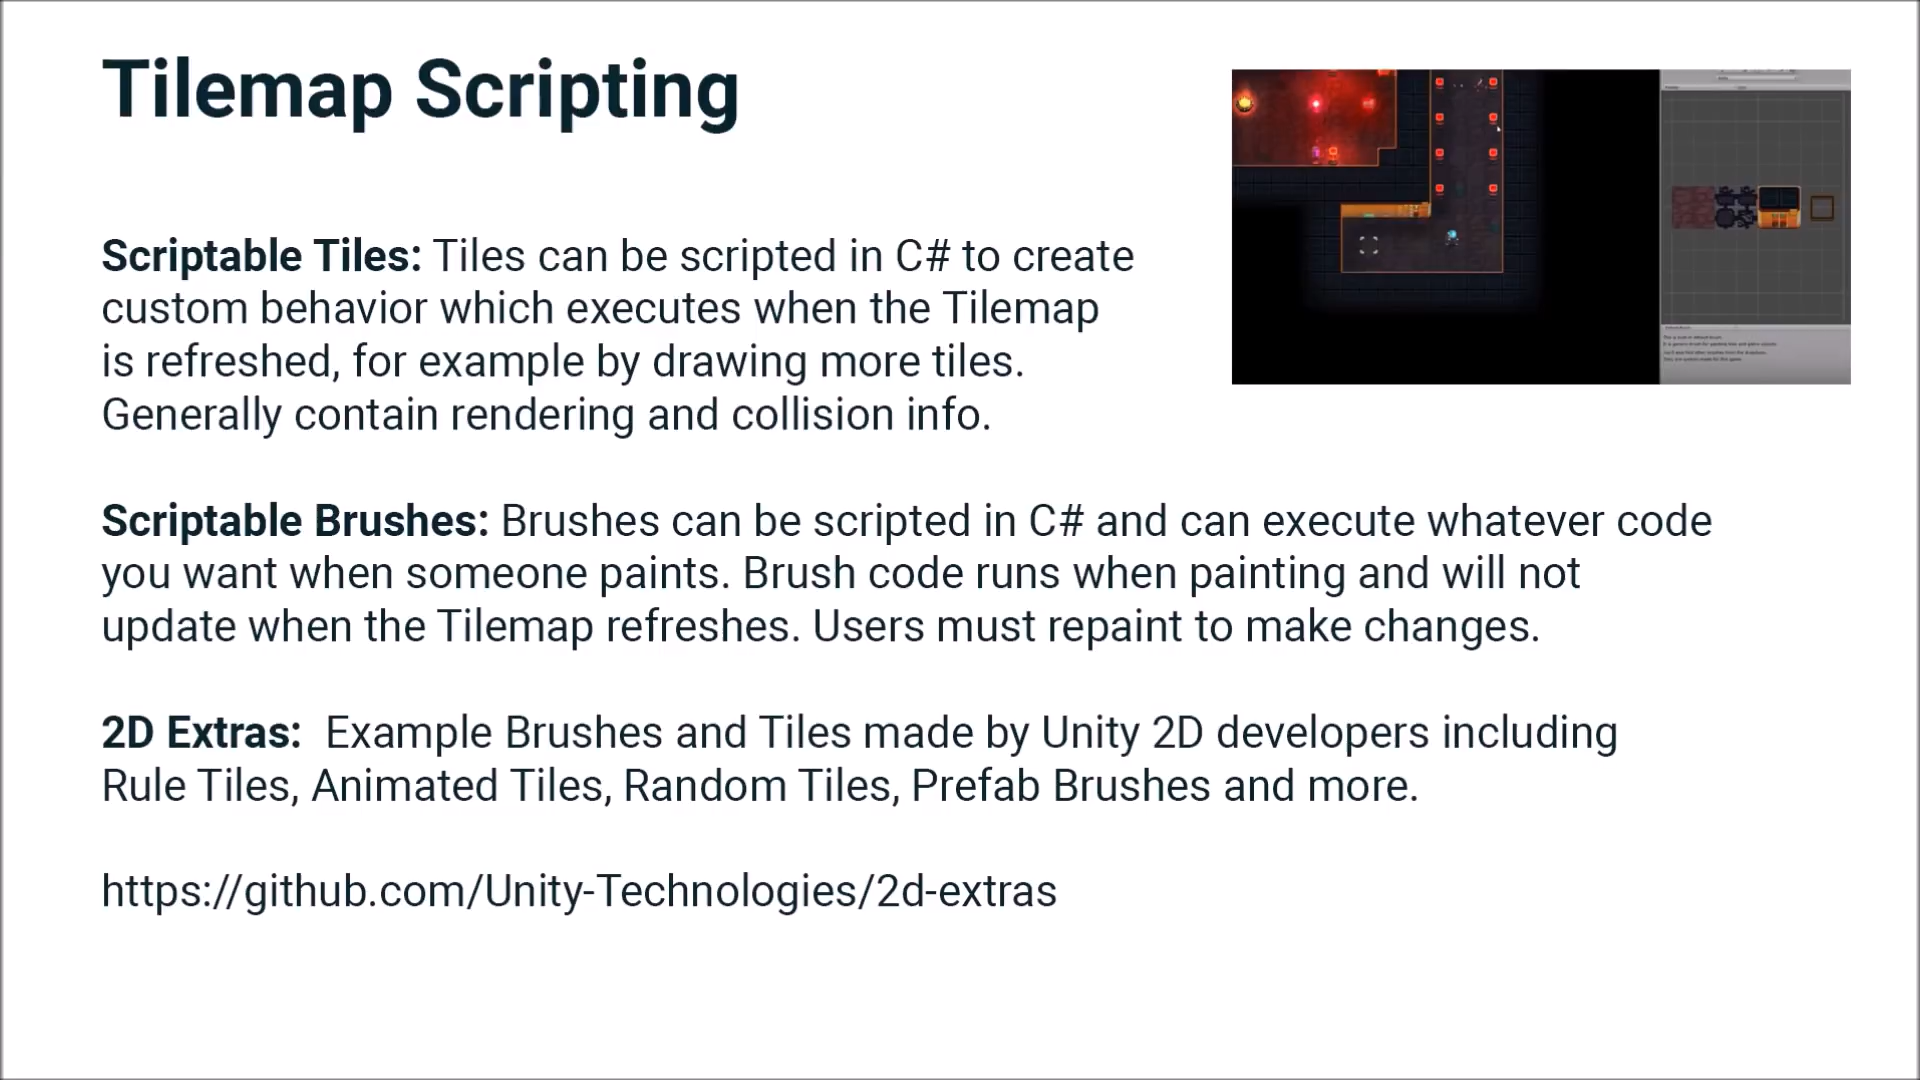 Tilemap Scripting
Scriptable Tiles: Tiles can be scripted in C# to create
custom behavior which executes when the Tilemap
is refreshed, for example by drawing more tiles.
Generally contain rendering and collision info.
Scriptable Brushes: Brushes can be scripted in C# and can execute whatever code
you want when someone paints. Brush code runs when painting and will not
update when the Tilemap refreshes. Users must repaint to make changes.
2D Extras:  Example Brushes and Tiles made by Unity 2D developers including
Rule Tiles, Animated Tiles, Random Tiles, Prefab Brushes and more.
https://github.com/Unity-Technologies/2d-extras